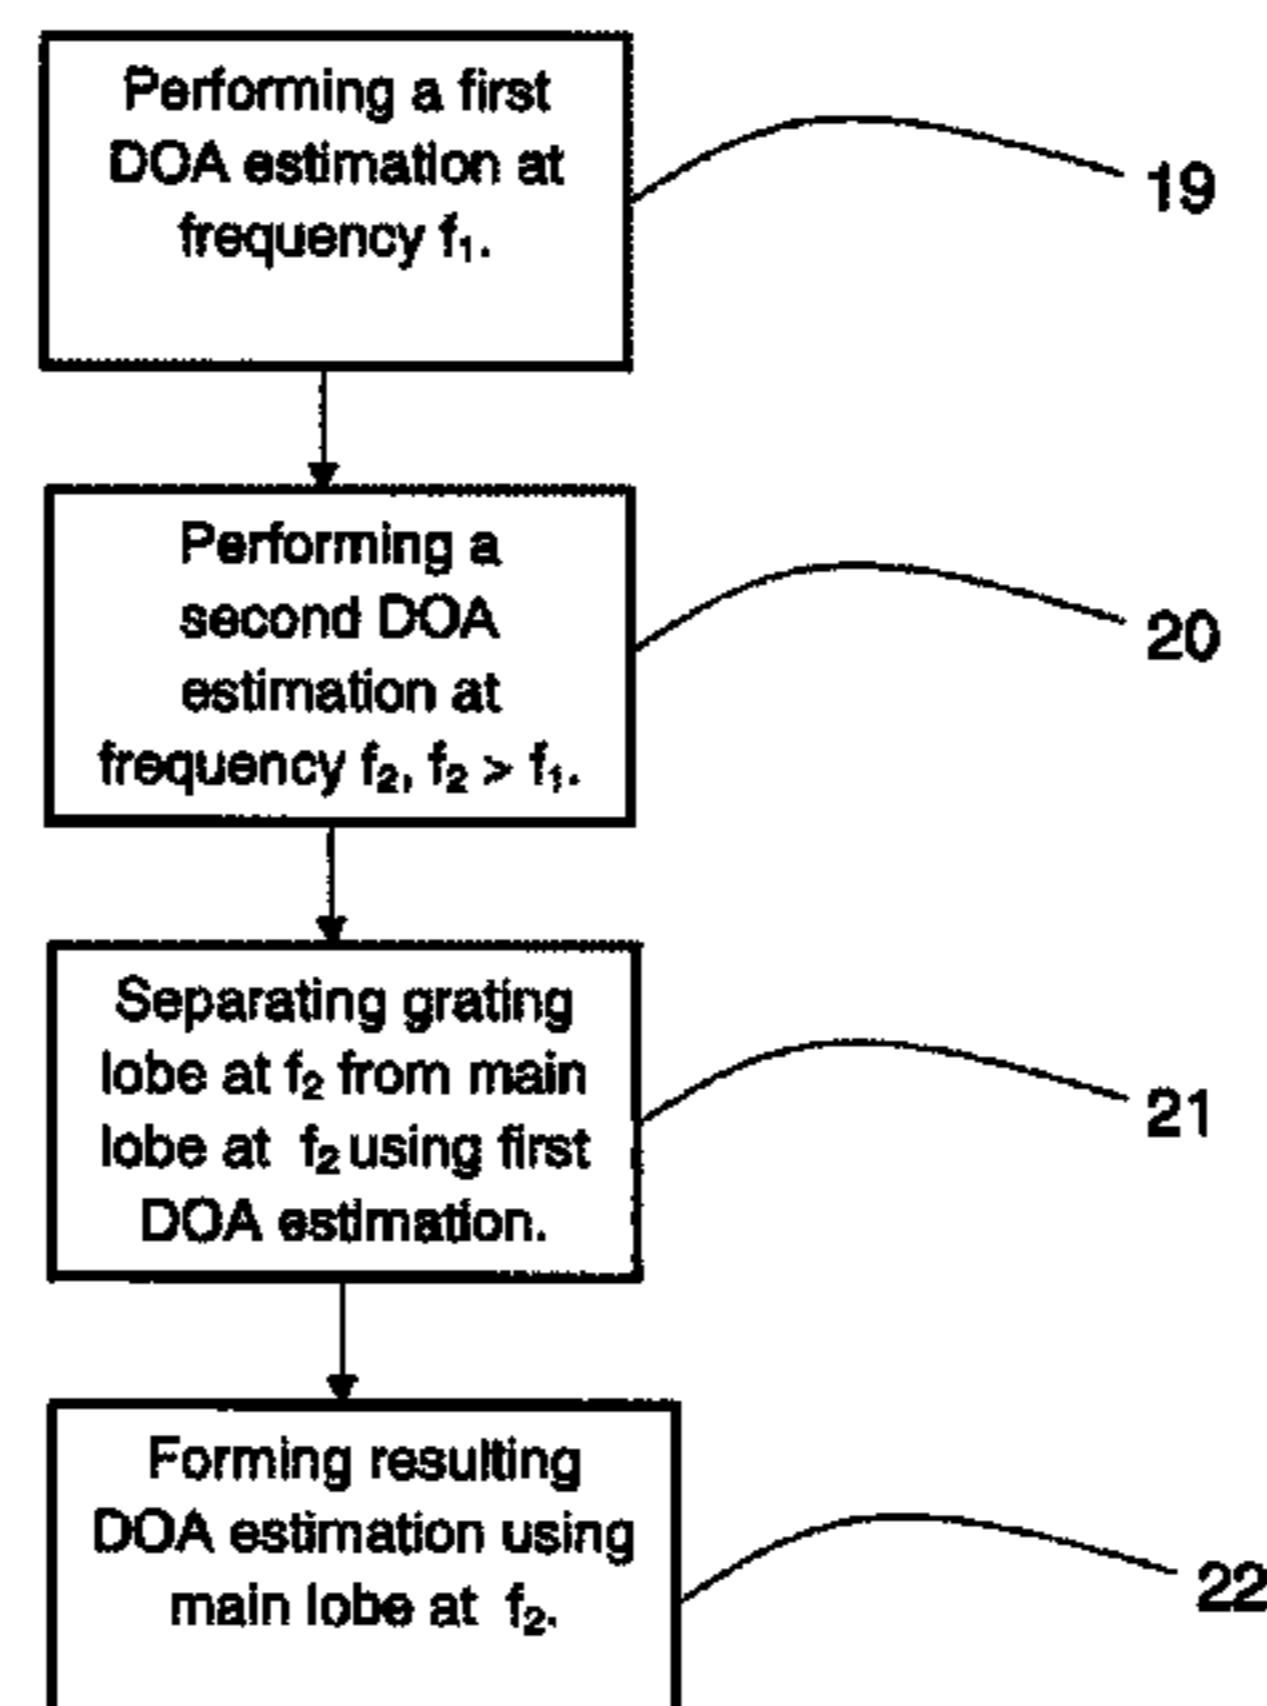 Performing a first
DOA estimation at
frequency f₁.
19
Performing a
second DOA
estimation at
frequency f₂, f₂ > f₁.
20
Separating grating
lobe at f₂ from main
lobe at f₂ using first
DOA estimation.
21
Forming resulting
DOA estimation using
main lobe at f₂.
22